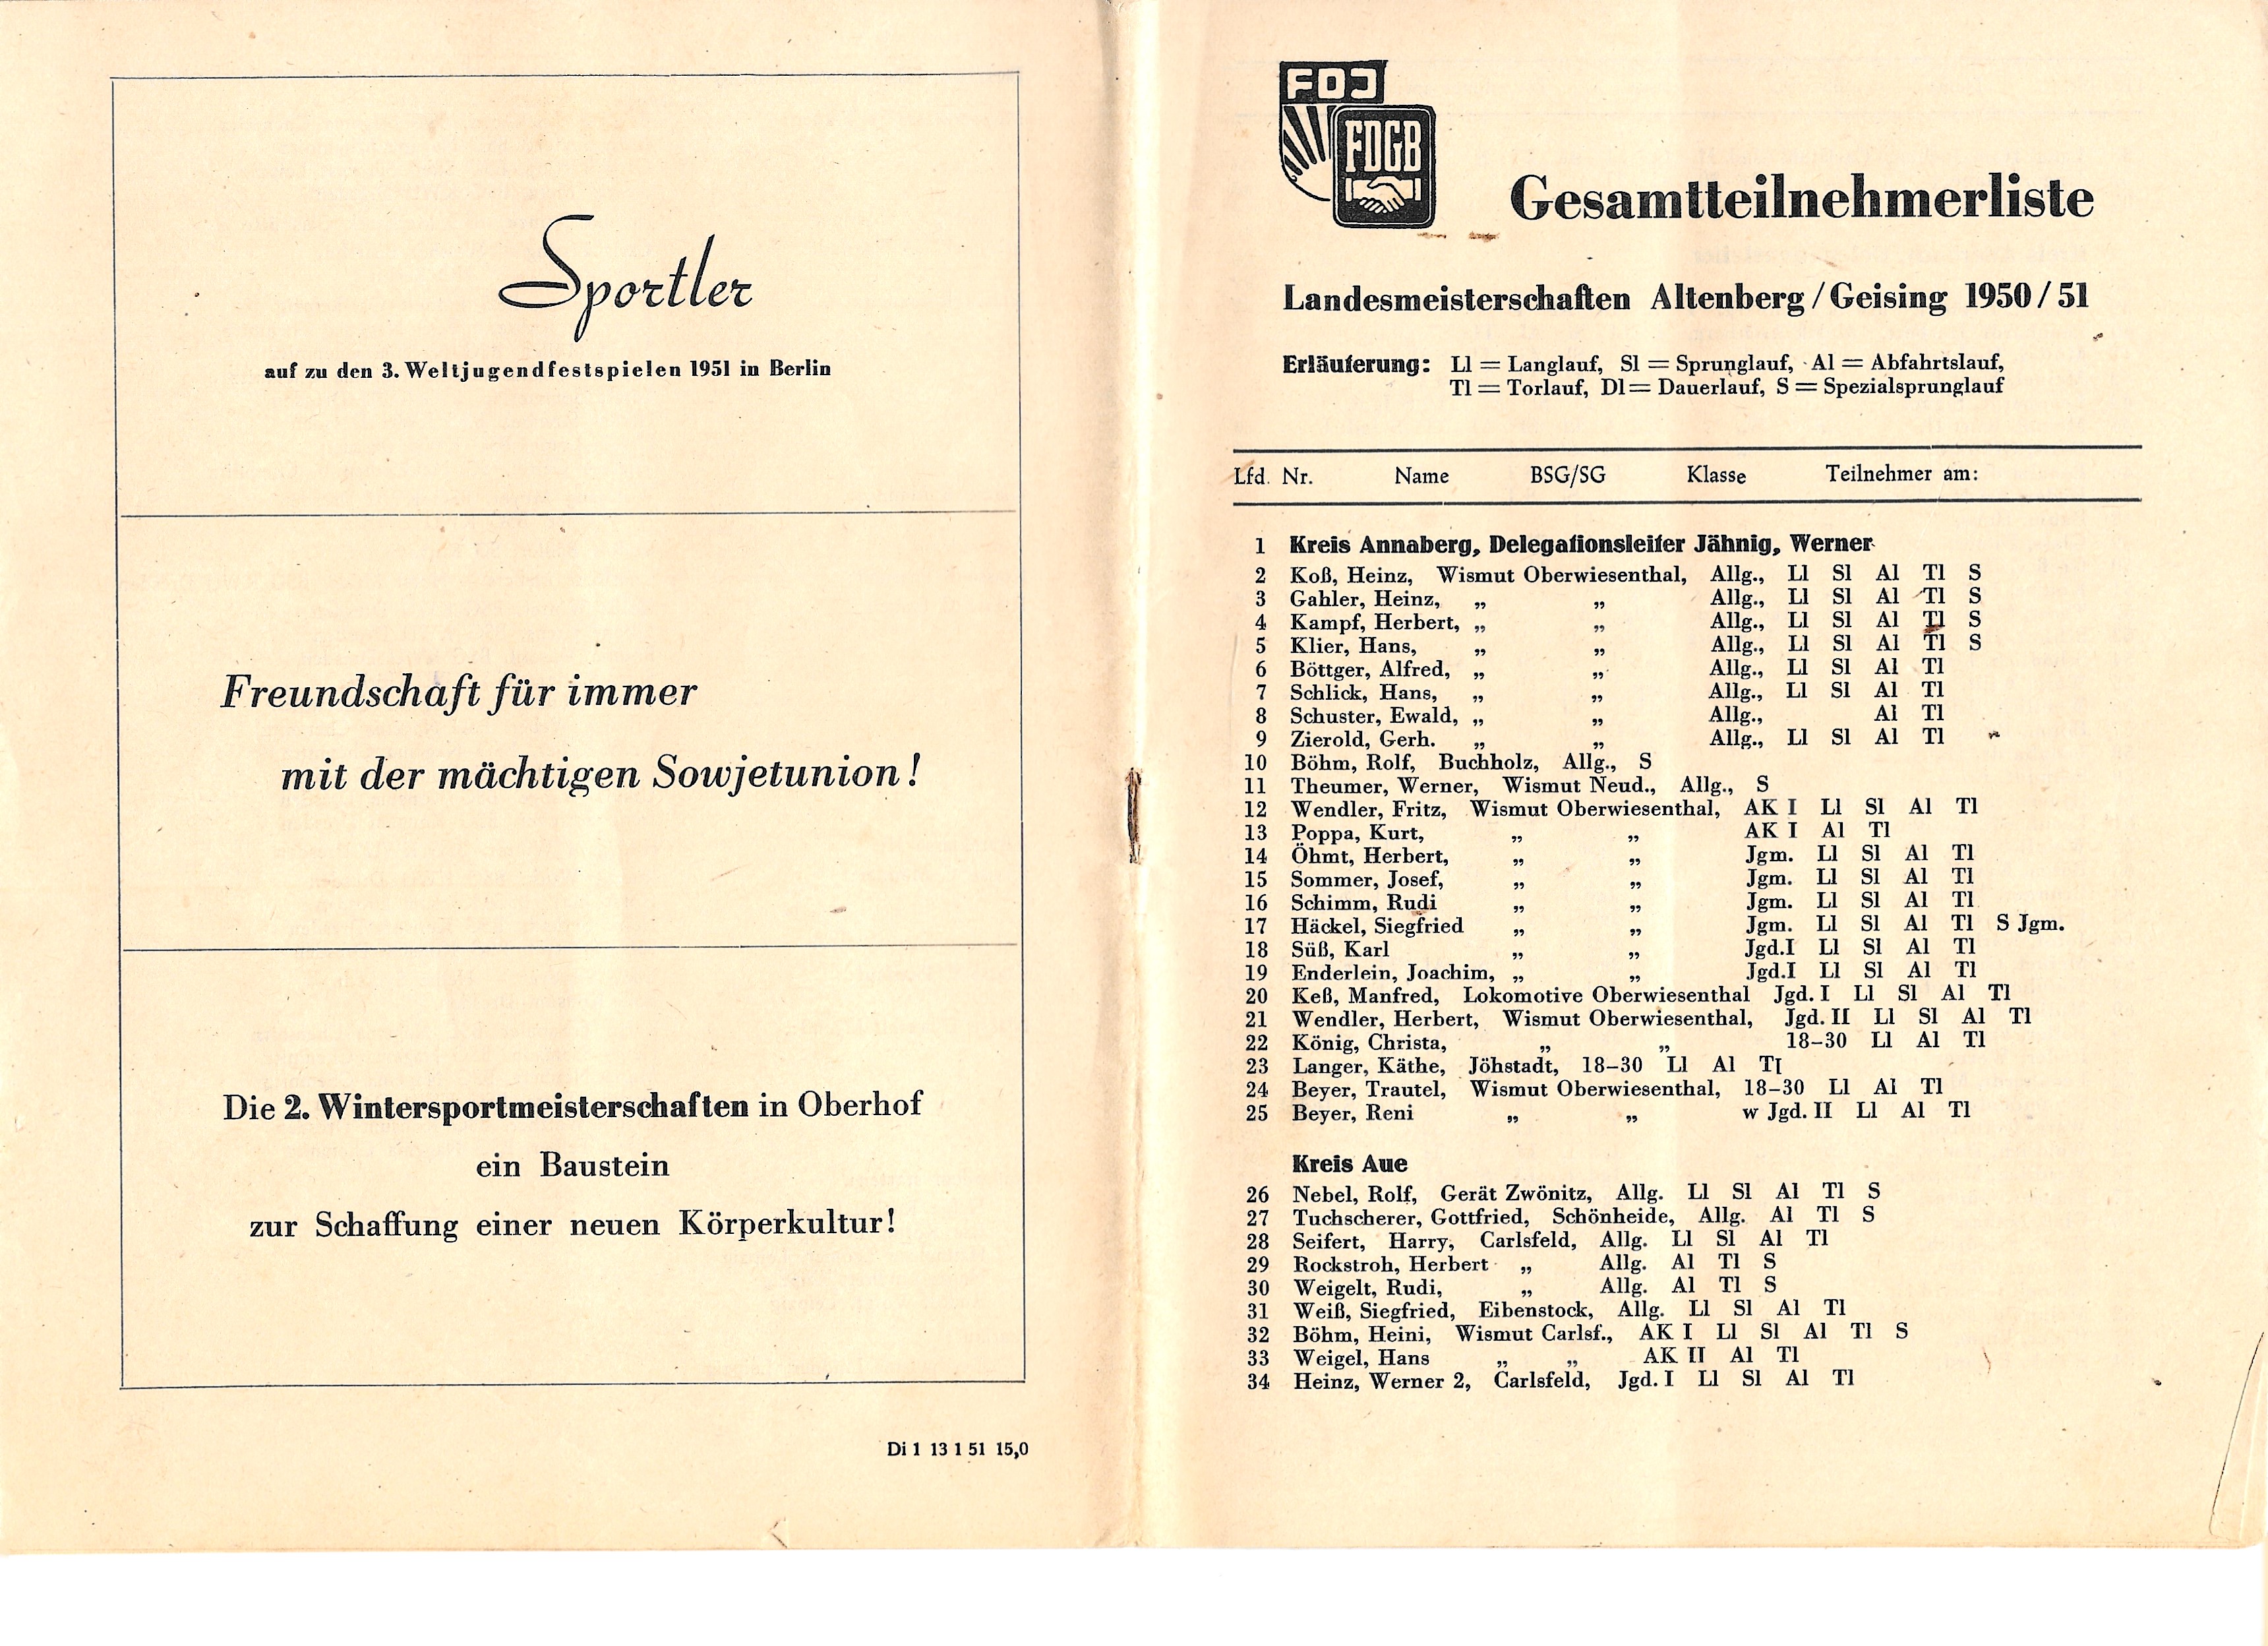 Sportler
auf zu den 3. Weltjugendfestspielen 1951 in Berlin
Freundschaft für immer
mit der mächtigen Sowjetunion!
Die 2. Wintersportmeisterschaften in Oberhof
ein Baustein
zur Schaffung einer neuen Körperkultur!
Di 1 13 1 51 15,0
FDJ
FDGB
Gesamtteilnehmerliste
Landesmeisterschaften Altenberg/Geising 1950/51
Erläuterung: Ll = Langlauf, Sl = Sprunglauf, Al = Abfahrtslauf,
Tl = Torlauf, Dl = Dauerlauf, S = Spezialsprunglauf
Lfd. Nr. Name BSG/SG Klasse Teilnehmer am:
1 Kreis Annaberg, Delegationsleiter Jähnig, Werner
2 Koß, Heinz, Wismut Oberwiesenthal, Allg., Ll Sl Al Tl S
3 Gahler, Heinz, „ „ Allg., Ll Sl Al Tl S
4 Kampf, Herbert, „ „ Allg., Ll Sl Al Tl S
5 Klier, Hans, „ „ Allg., Ll Sl Al Tl S
6 Böttger, Alfred, „ „ Allg., Ll Sl Al Tl
7 Schlick, Hans, „ „ Allg., Ll Sl Al Tl
8 Schuster, Ewald, „ „ Allg., Al Tl
9 Zierold, Gerh. „ „ Allg., Ll Sl Al Tl
10 Böhm, Rolf, Buchholz, Allg., S
11 Theumer, Werner, Wismut Neud., Allg., S
12 Wendler, Fritz, Wismut Oberwiesenthal, AK I Ll Sl Al Tl
13 Poppa, Kurt, „ „ AK I Al Tl
14 Öhmt, Herbert, „ „ Jgm. Ll Sl Al Tl
15 Sommer, Josef, „ „ Jgm. Ll Sl Al Tl
16 Schimm, Rudi „ „ Jgm. Ll Sl Al Tl
17 Häckel, Siegfried „ „ Jgm. Ll Sl Al Tl S Jgm.
18 Süß, Karl „ „ Jgd.I Ll Sl Al Tl
19 Enderlein, Joachim, „ „ Jgd.I Ll Sl Al Tl
20 Keß, Manfred, Lokomotive Oberwiesenthal Jgd. I Ll Sl Al Tl
21 Wendler, Herbert, Wismut Oberwiesenthal, Jgd. II Ll Sl Al Tl
22 König, Christa, „ „ 18–30 Ll Al Tl
23 Langer, Käthe, Jöhstadt, 18–30 Ll Al Tl
24 Beyer, Trautel, Wismut Oberwiesenthal, 18–30 Ll Al Tl
25 Beyer, Reni „ „ w Jgd. II Ll Al Tl
Kreis Aue
26 Nebel, Rolf, Gerät Zwönitz, Allg. Ll Sl Al Tl S
27 Tuchscherer, Gottfried, Schönheide, Allg. Al Tl S
28 Seifert, Harry, Carlsfeld, Allg. Ll Sl Al Tl
29 Rockstroh, Herbert „ Allg. Al Tl S
30 Weigelt, Rudi, „ Allg. Al Tl S
31 Weiß, Siegfried, Eibenstock, Allg. Ll Sl Al Tl
32 Böhm, Heini, Wismut Carlsf., AK I Ll Sl Al Tl S
33 Weigel, Hans „ „ AK II Al Tl
34 Heinz, Werner 2, Carlsfeld, Jgd. I Ll Sl Al Tl